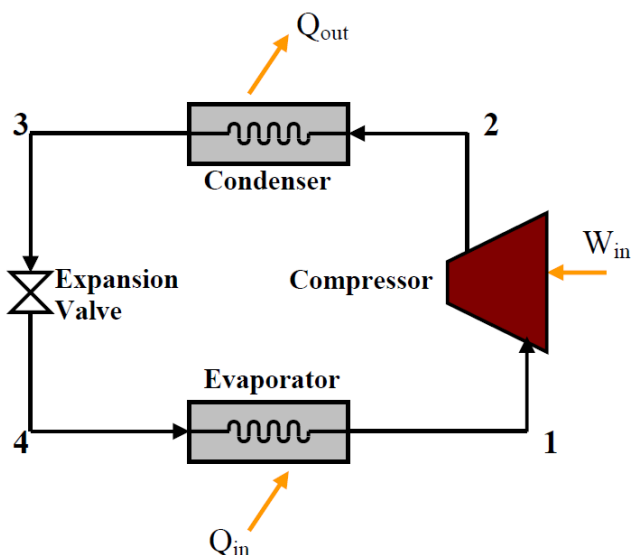 Qout
3
2
Condenser
Win
Expansion
Valve
Compressor
Evaporator
4
1
Qin